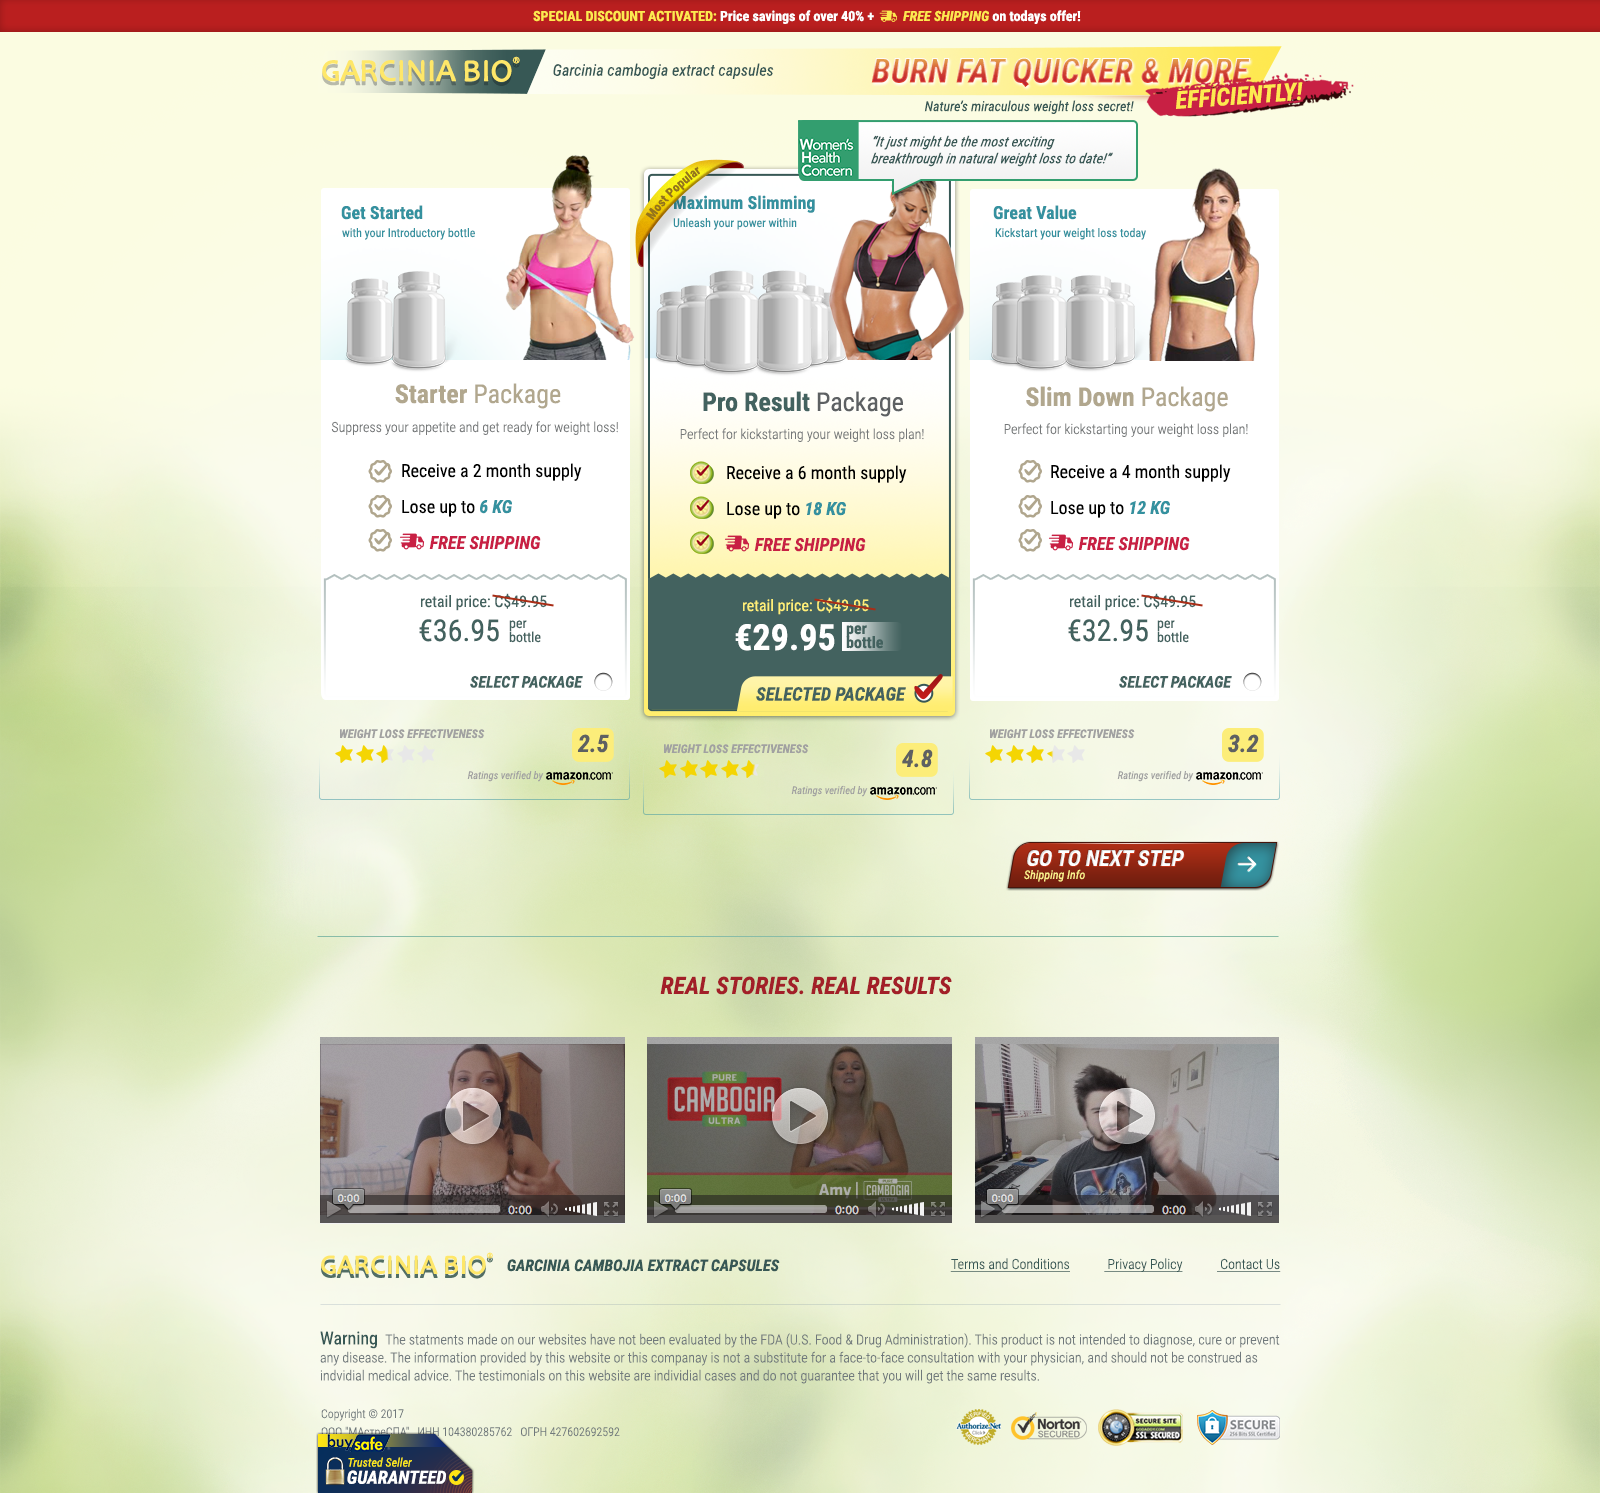 SPECIAL DISCOUNT ACTIVATED: Price savings of over 40% + FREE SHIPPING on todays offer!
GARCINIA BIO®
Garcinia cambogia extract capsules
BURN FAT QUICKER & MORE
EFFICIENTLY!
Nature's miraculous weight loss secret!
Women's
Health
Concern
"It just might be the most exciting
breakthrough in natural weight loss to date!"
Get Started
with your Introductory bottle
Starter Package
Suppress your appetite and get ready for weight loss!
Receive a 2 month supply
Lose up to 6 KG
FREE SHIPPING
retail price: C$49.95
€36.95 per
bottle
SELECT PACKAGE
WEIGHT LOSS EFFECTIVENESS
2.5
Ratings verified by amazon.com
Most Popular
Maximum Slimming
Unleash your power within
Pro Result Package
Perfect for kickstarting your weight loss plan!
Receive a 6 month supply
Lose up to 18 KG
FREE SHIPPING
retail price: C$49.95
€29.95 per
bottle
SELECTED PACKAGE
WEIGHT LOSS EFFECTIVENESS
4.8
Ratings verified by amazon.com
Great Value
Kickstart your weight loss today
Slim Down Package
Perfect for kickstarting your weight loss plan!
Receive a 4 month supply
Lose up to 12 KG
FREE SHIPPING
retail price: C$49.95
€32.95 per
bottle
SELECT PACKAGE
WEIGHT LOSS EFFECTIVENESS
3.2
Ratings verified by amazon.com
GO TO NEXT STEP
Shipping Info
REAL STORIES. REAL RESULTS
0:00
0:00
PURE
CAMBOGIA
ULTRA
Amy | CAMBOGIA
0:00
0:00
0:00
0:00
GARCINIA BIO®
GARCINIA CAMBOJIA EXTRACT CAPSULES
Terms and Conditions
Privacy Policy
Contact Us
Warning The statments made on our websites have not been evaluated by the FDA (U.S. Food & Drug Administration). This product is not intended to diagnose, cure or prevent
any disease. The information provided by this website or this companay is not a substitute for a face-to-face consultation with your physician, and should not be construed as
indvidial medical advice. The testimonials on this website are individial cases and do not guarantee that you will get the same results.
Copyright © 2017
ООО "МАстреСПА" ИНН 104380285762 ОГРН 427602692592
buySafe
Trusted Seller
GUARANTEED
Authorize.Net
Click
Norton
SECURED
SECURE SITE
SSL SECURED
SECURE
256 Bits SSL Certified